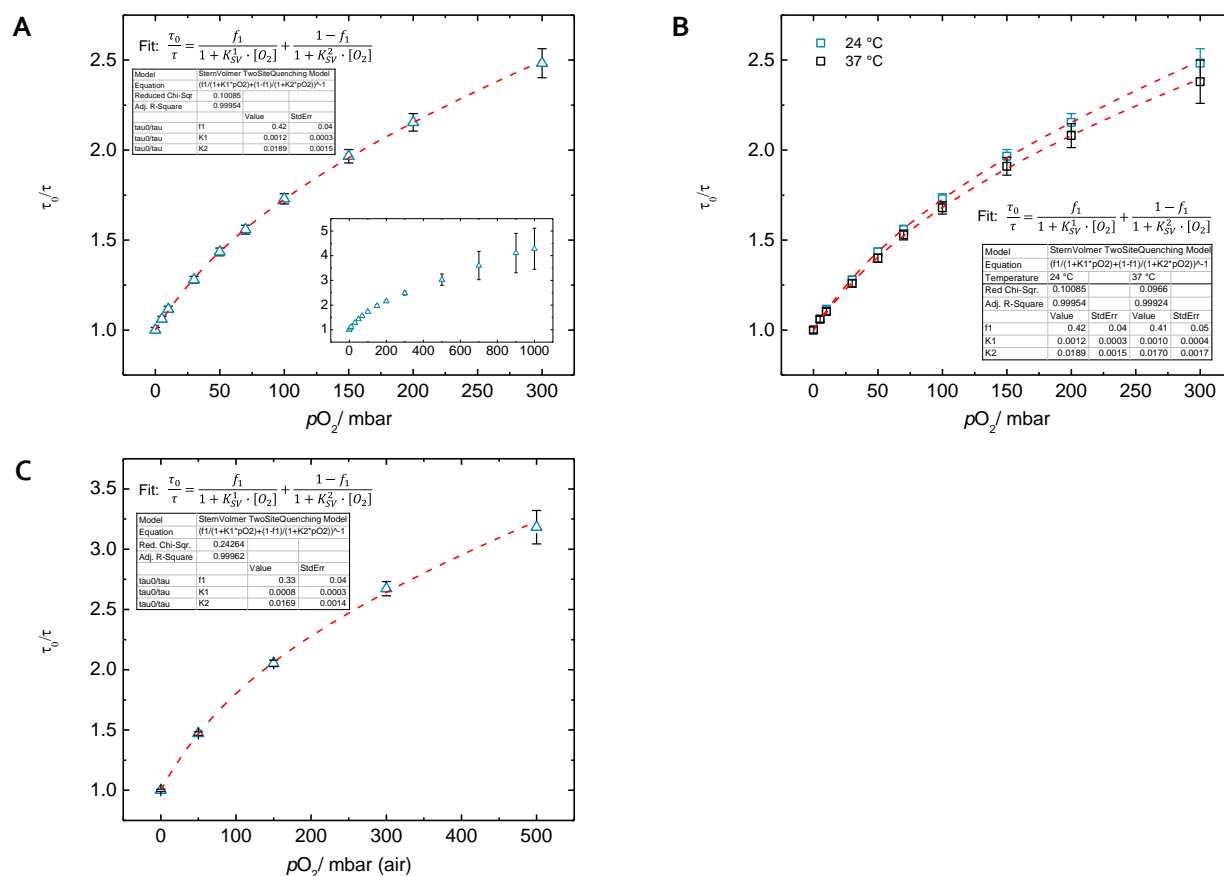 A
Fit: τ0/τ = f1/(1 + K¹SV · [O2]) + (1 − f1)/(1 + K²SV · [O2])
Model SternVolmer TwoSiteQuenching Model
Equation (f1/(1+K1*pO2)+(1-f1)/(1+K2*pO2))^-1
Reduced Chi-Sqr 0.10085
Adj. R-Square 0.99954
Value StdErr
tau0/tau f1 0.42 0.04
tau0/tau K1 0.0012 0.0003
tau0/tau K2 0.0189 0.0015
2.5
2.0
1.5
1.0
τ0/τ
5
4
3
2
1
0 200 400 600 800 1000
0 50 100 150 200 250 300
pO2/ mbar
B
24 °C
37 °C
2.5
2.0
1.5
1.0
τ0/τ
Fit: τ0/τ = f1/(1 + K¹SV · [O2]) + (1 − f1)/(1 + K²SV · [O2])
Model SternVolmer TwoSiteQuenching Model
Equation (f1/(1+K1*pO2)+(1-f1)/(1+K2*pO2))^-1
Temperature 24 °C 37 °C
Red Chi-Sqr. 0.10085 0.0966
Adj. R-Square 0.99954 0.99924
Value StdErr Value StdErr
f1 0.42 0.04 0.41 0.05
K1 0.0012 0.0003 0.0010 0.0004
K2 0.0189 0.0015 0.0170 0.0017
0 50 100 150 200 250 300
pO2/ mbar
C
Fit: τ0/τ = f1/(1 + K¹SV · [O2]) + (1 − f1)/(1 + K²SV · [O2])
Model SternVolmer TwoSiteQuenching Model
Equation (f1/(1+K1*pO2)+(1-f1)/(1+K2*pO2))^-1
Red. Chi-Sqr. 0.24264
Adj. R-Square 0.99962
Value StdErr
tau0/tau f1 0.33 0.04
tau0/tau K1 0.0008 0.0003
tau0/tau K2 0.0169 0.0014
3.5
3.0
2.5
2.0
1.5
1.0
τ0/τ
0 50 100 150 200 250 300 350 400 450 500
pO2/ mbar (air)